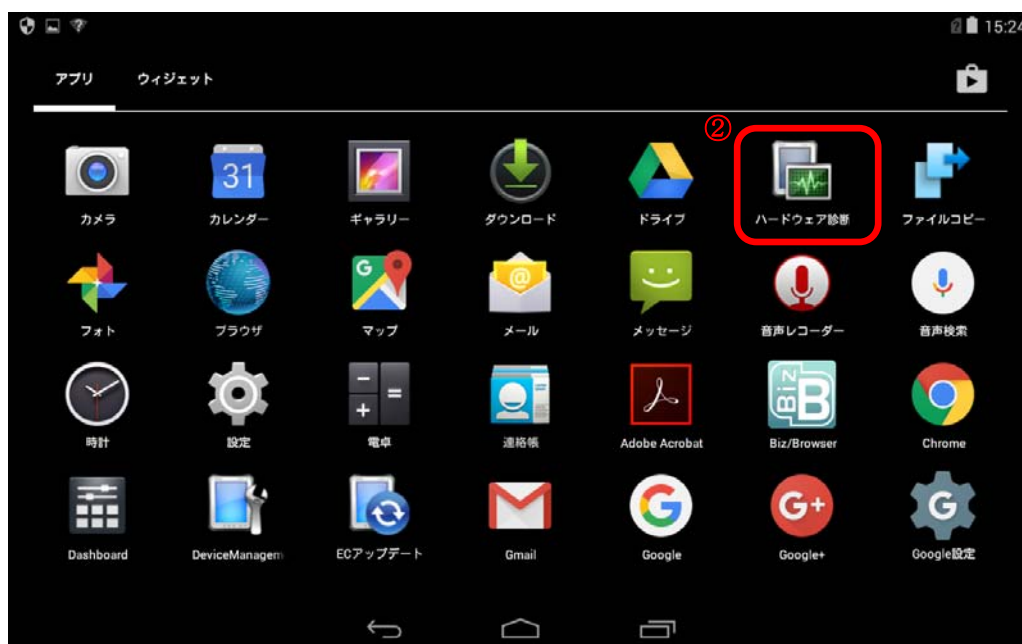 15:24
アプリ ウィジェット
②
31
カメラ カレンダー ギャラリー ダウンロード ドライブ ハードウェア診断 ファイルコピー
G @
フォト ブラウザ マップ メール メッセージ 音声レコーダー 音声検索
Biz B
時計 設定 電卓 連絡帳 Adobe Acrobat Biz/Browser Chrome
G G+ G
Dashboard DeviceManagem ECアップデート Gmail Google Google+ Google設定